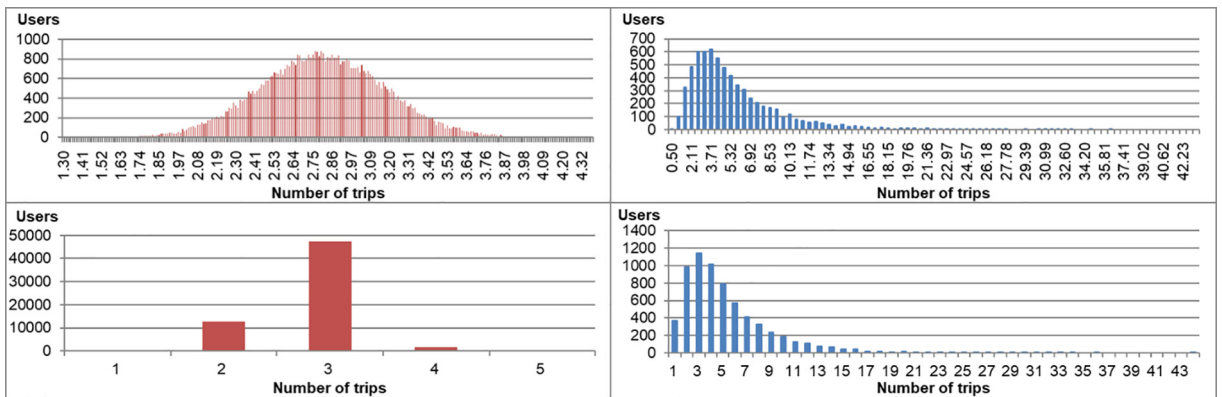 Users
1000
800
600
400
200
0
1.30 1.41 1.52 1.63 1.74 1.85 1.97 2.08 2.19 2.30 2.41 2.53 2.64 2.75 2.86 2.97 3.09 3.20 3.31 3.42 3.53 3.64 3.76 3.87 3.98 4.09 4.20 4.32
Number of trips
Users
700
600
500
400
300
200
100
0
0.50 2.11 3.71 5.32 6.92 8.53 10.13 11.74 13.34 14.94 16.55 18.15 19.76 21.36 22.97 24.57 26.18 27.78 29.39 30.99 32.60 34.20 35.81 37.41 39.02 40.62 42.23
Number of trips
Users
50000
40000
30000
20000
10000
0
1 2 3 4 5
Number of trips
Users
1400
1200
1000
800
600
400
200
0
1 3 5 7 9 11 13 15 17 19 21 23 25 27 29 31 33 35 37 39 41 43
Number of trips